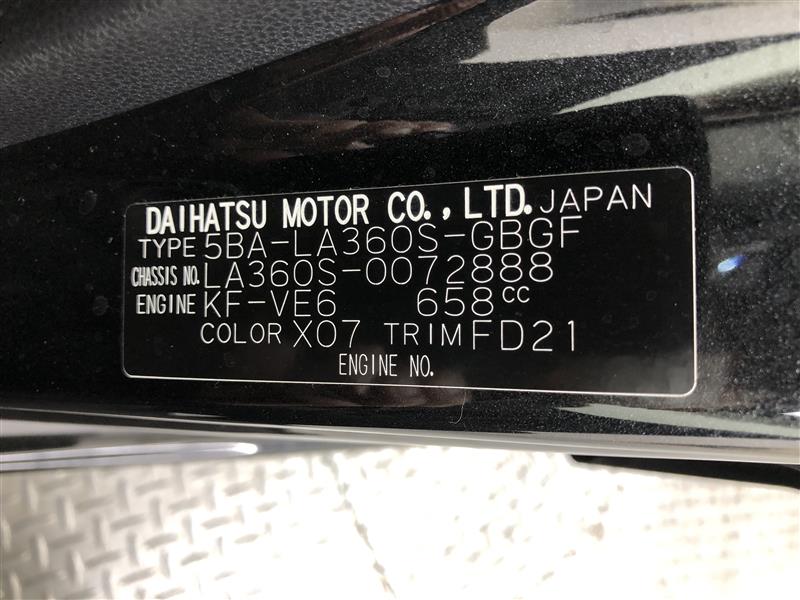 DAIHATSU MOTOR CO., LTD. JAPAN
TYPE 5BA-LA360S-GBGF
CHASSIS NO. LA360S-0072888
ENGINE KF-VE6 658cc
COLOR X07 TRIM FD21
ENGINE NO.